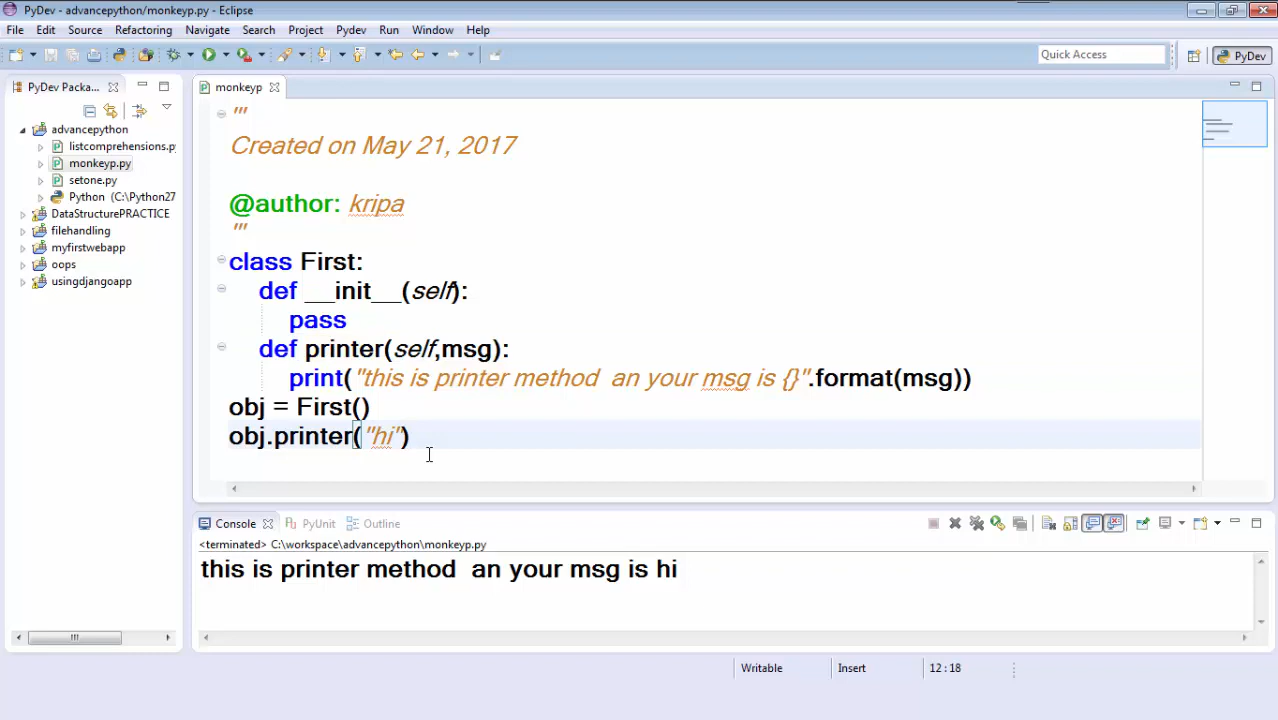 PyDev - advancepython/monkeyp.py - Eclipse
File Edit Source Refactoring Navigate Search Project Pydev Run Window Help
Quick Access
PyDev
PyDev Packa...
monkeyp
advancepython
listcomprehensions.py
monkeyp.py
setone.py
Python (C:\Python27
DataStructurePRACTICE
filehandling
myfirstwebapp
oops
usingdjangoapp
'''
Created on May 21, 2017
@author: kripa
'''
class First:
def __init__(self):
pass
def printer(self,msg):
print("this is printer method  an your msg is {}".format(msg))
obj = First()
obj.printer("hi")
Console PyUnit Outline
<terminated> C:\workspace\advancepython\monkeyp.py
this is printer method  an your msg is hi
Writable Insert 12 : 18